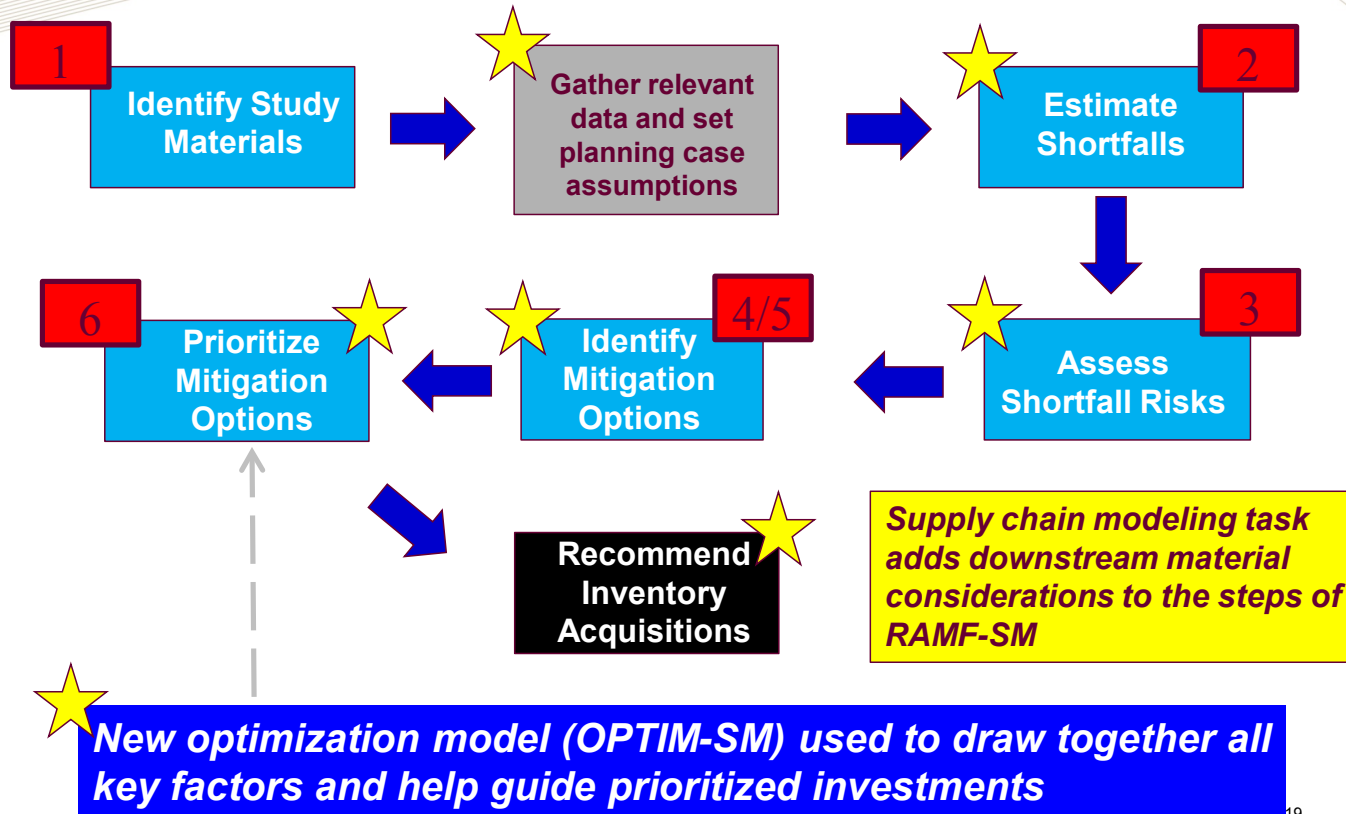 1
Identify Study
Materials
Gather relevant
data and set
planning case
assumptions
2
Estimate
Shortfalls
6
Prioritize
Mitigation
Options
4/5
Identify
Mitigation
Options
3
Assess
Shortfall Risks
Recommend
Inventory
Acquisitions
Supply chain modeling task
adds downstream material
considerations to the steps of
RAMF-SM
New optimization model (OPTIM-SM) used to draw together all
key factors and help guide prioritized investments
19